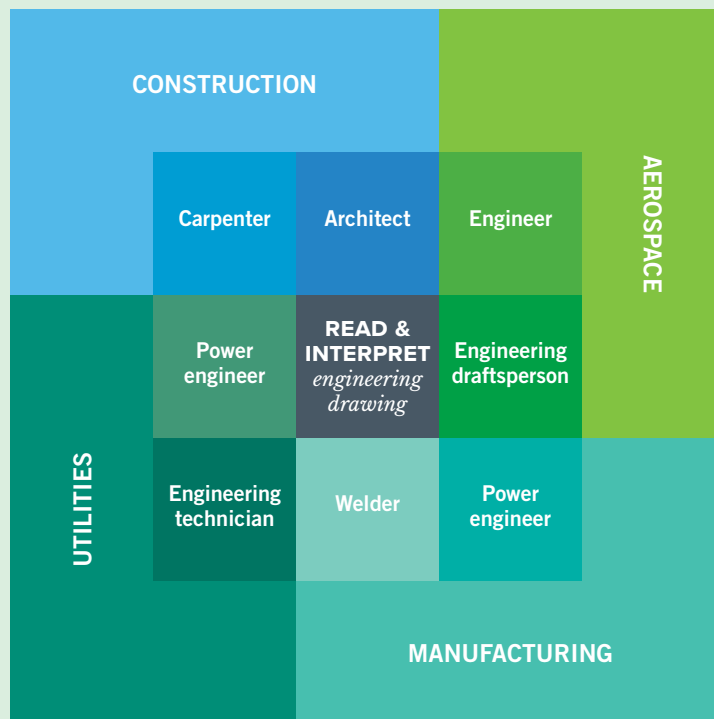 CONSTRUCTION
AEROSPACE
Carpenter
Architect
Engineer
Power
engineer
READ &
INTERPRET
engineering
drawing
Engineering
draftsperson
UTILITIES
Engineering
technician
Welder
Power
engineer
MANUFACTURING